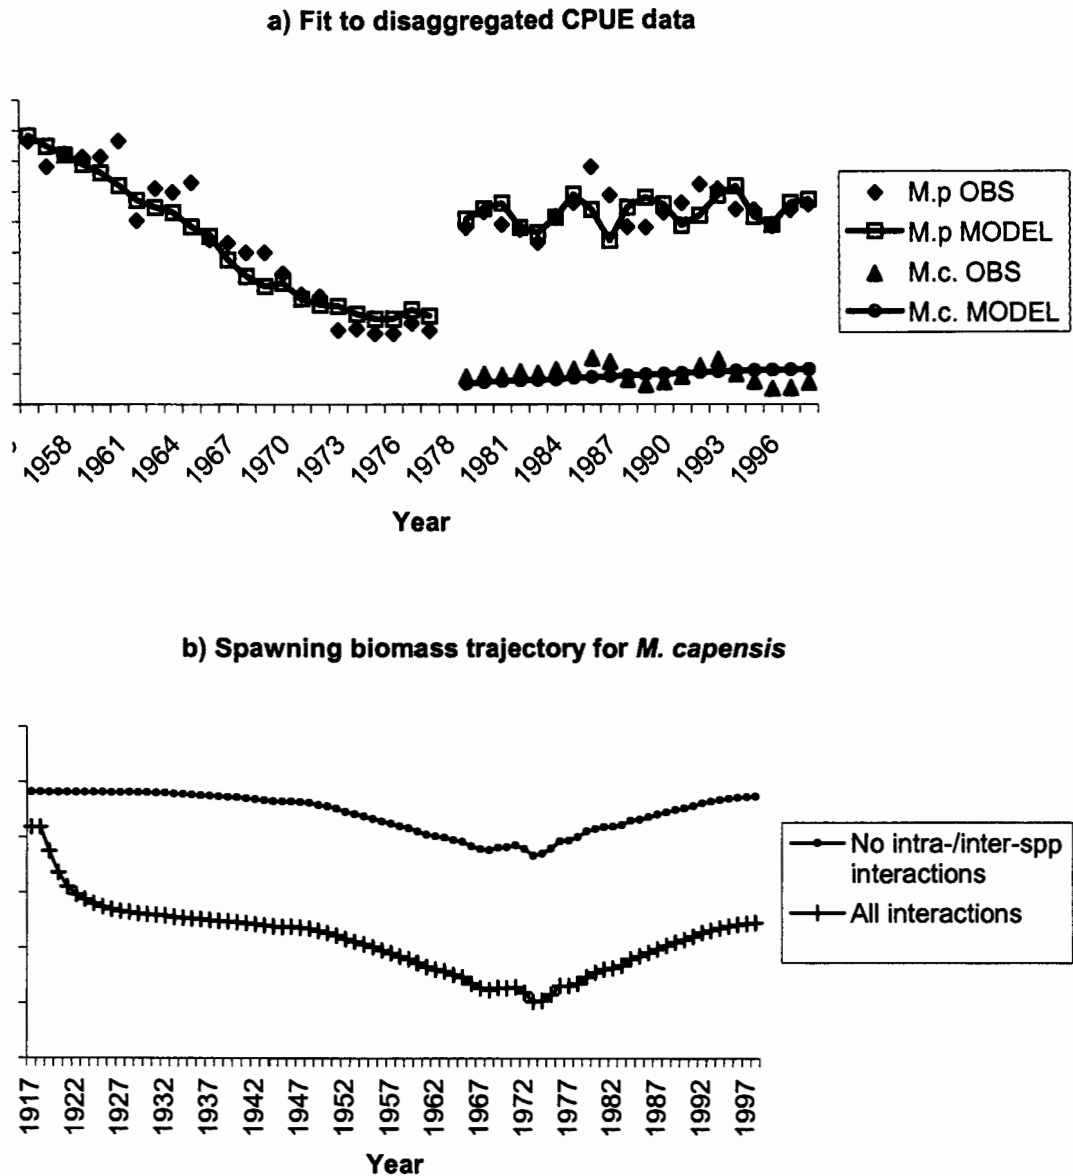 a) Fit to disaggregated CPUE data
M.p OBS
M.p MODEL
M.c. OBS
M.c. MODEL
1958
1961
1964
1967
1970
1973
1976
1978
1981
1984
1987
1990
1993
1996
Year
b) Spawning biomass trajectory for M. capensis
No intra-/inter-spp
interactions
All interactions
1917
1922
1927
1932
1937
1942
1947
1952
1957
1962
1967
1972
1977
1982
1987
1992
1997
Year